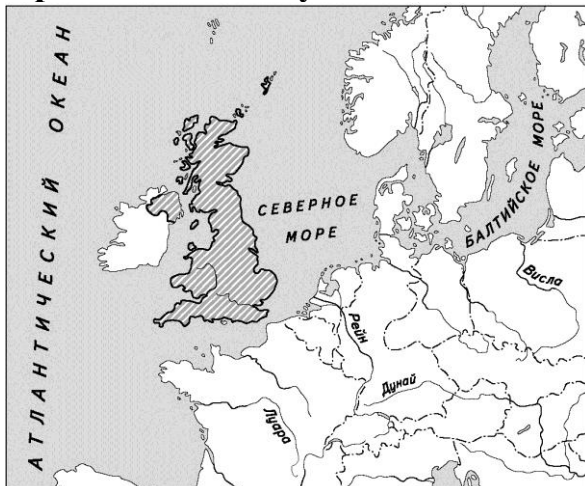 АТЛАНТИЧЕСКИЙ ОКЕАН
СЕВЕРНОЕ
МОРЕ
БАЛТИЙСКОЕ МОРЕ
Висла
Рейн
Дунай
Луара